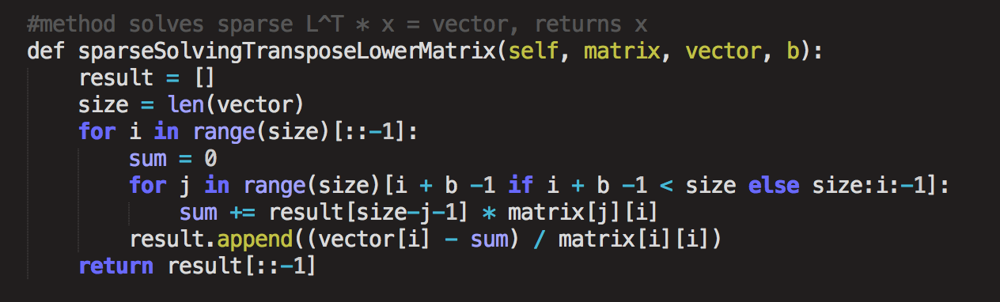 #method solves sparse L^T * x = vector, returns x
def sparseSolvingTransposeLowerMatrix(self, matrix, vector, b):
    result = []
    size = len(vector)
    for i in range(size)[::-1]:
        sum = 0
        for j in range(size)[i + b -1 if i + b -1 < size else size:i:-1]:
            sum += result[size-j-1] * matrix[j][i]
        result.append((vector[i] - sum) / matrix[i][i])
    return result[::-1]